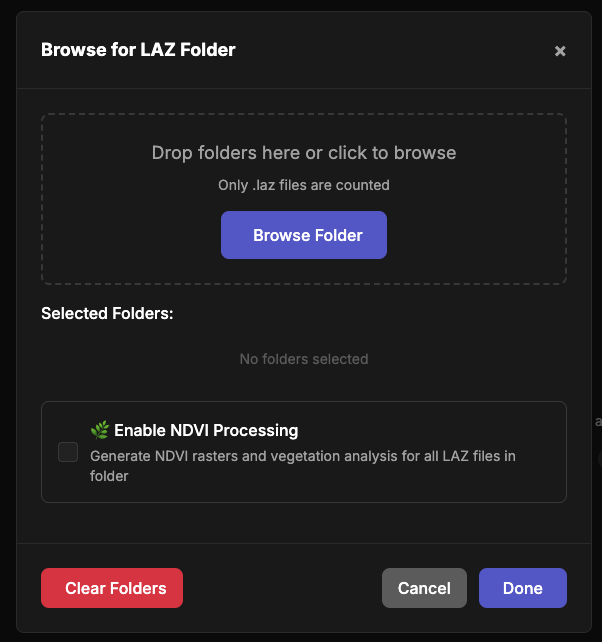 Browse for LAZ Folder
×
Drop folders here or click to browse
Only .laz files are counted
Browse Folder
Selected Folders:
No folders selected
🌿 Enable NDVI Processing
Generate NDVI rasters and vegetation analysis for all LAZ files in
folder
Clear Folders
Cancel
Done